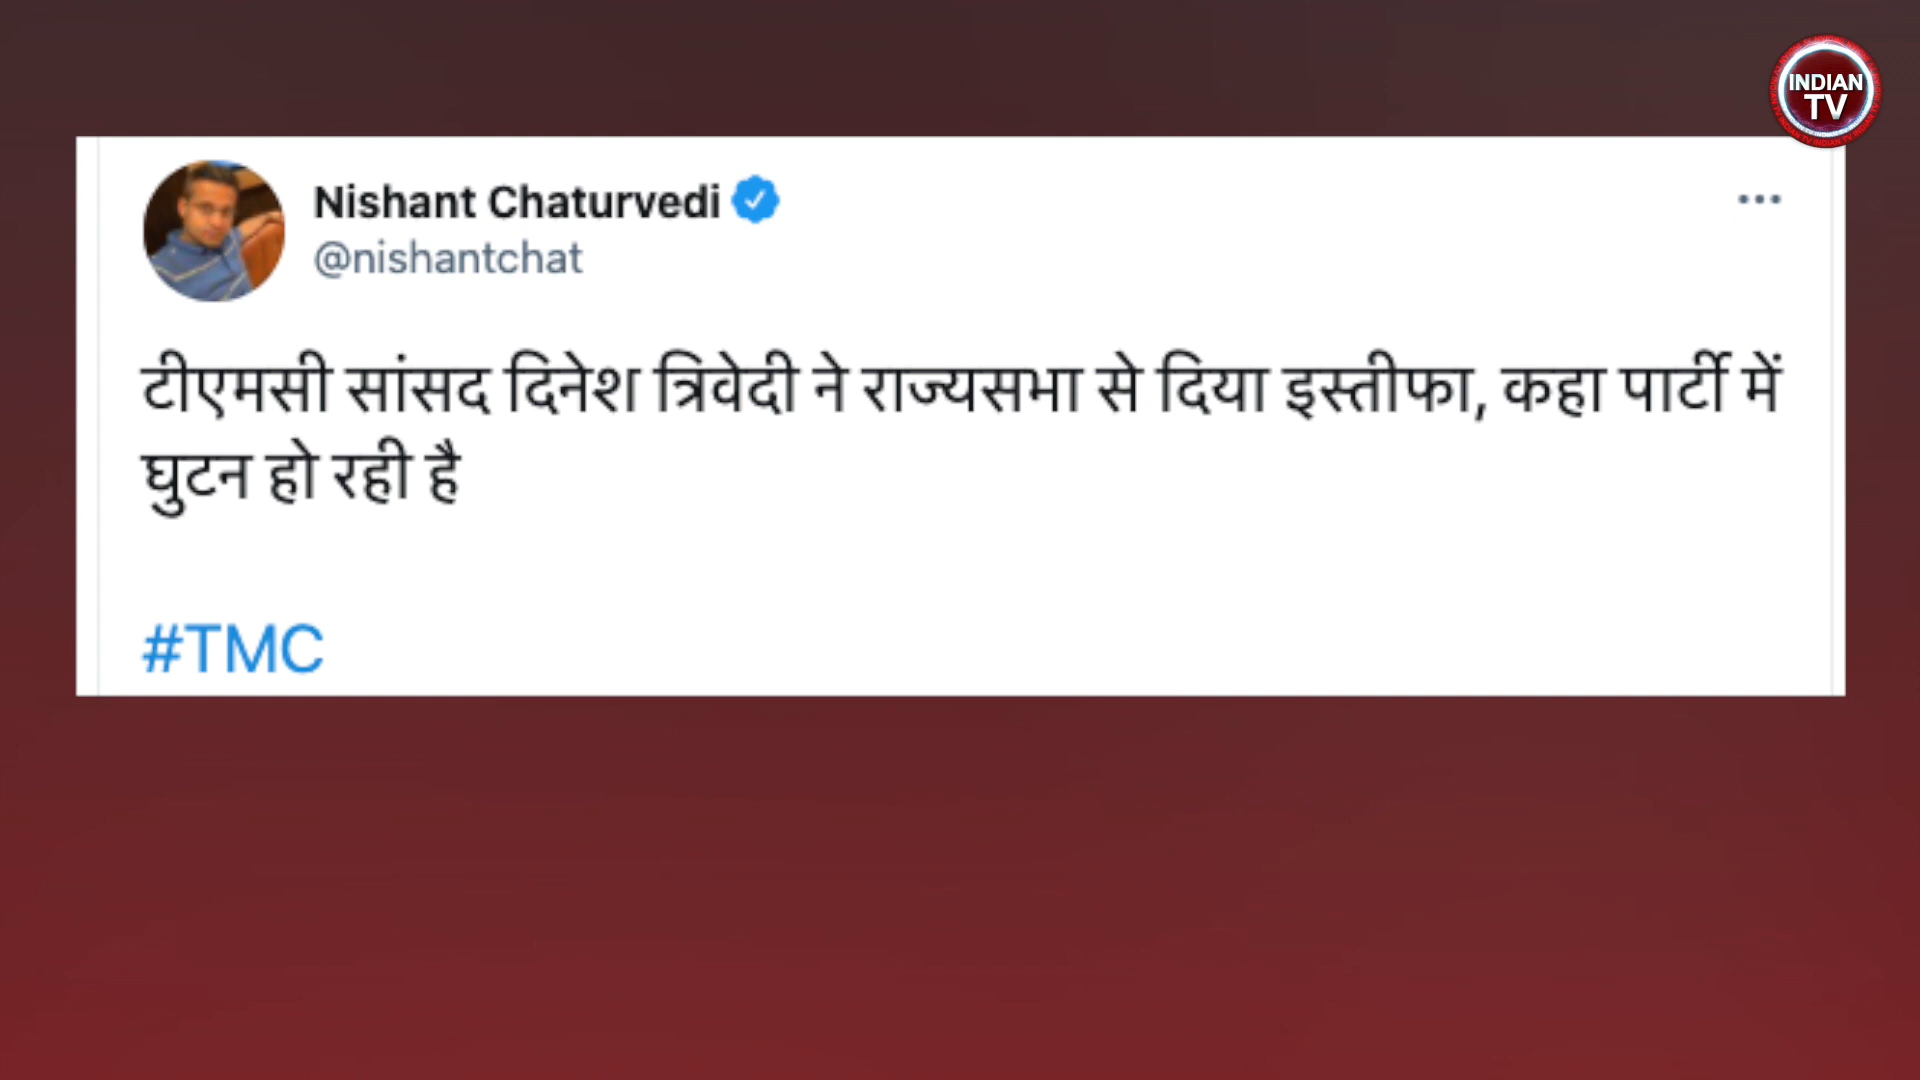 INDIAN
TV
Nishant Chaturvedi
@nishantchat
टीएमसी सांसद दिनेश त्रिवेदी ने राज्यसभा से दिया इस्तीफा, कहा पार्टी में
घुटन हो रही है
#TMC